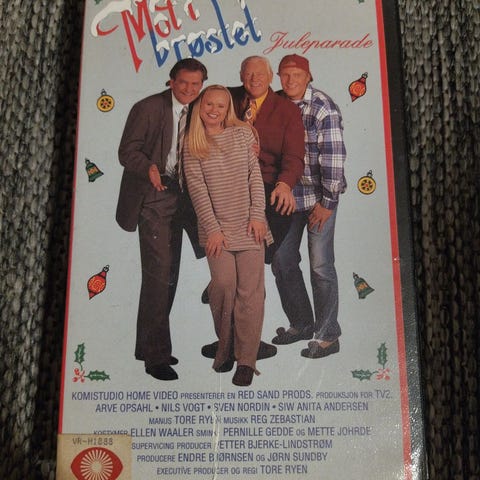 Mot i
brøstet
Juleparade
KOMISTUDIO HOME VIDEO PRESENTERER EN RED SAND PRODS. PRODUKSJON FOR TV2.
ARVE OPSAHL • NILS VOGT • SVEN NORDIN • SIW ANITA ANDERSEN
MANUS TORE RYEN MUSIKK REG ZEBASTIAN
KOSTYMER ELLEN WAALER SMINK PERNILLE GEDDE OG METTE JOHRDE
SUPERVICING PRODUCER PETTER BJERKE-LINDSTRØM
PRODUCERE ENDRE BJØRNSEN OG JØRN SUNDBY
EXECUTIVE PRODUCER OG REGI TORE RYEN
VR-H1888